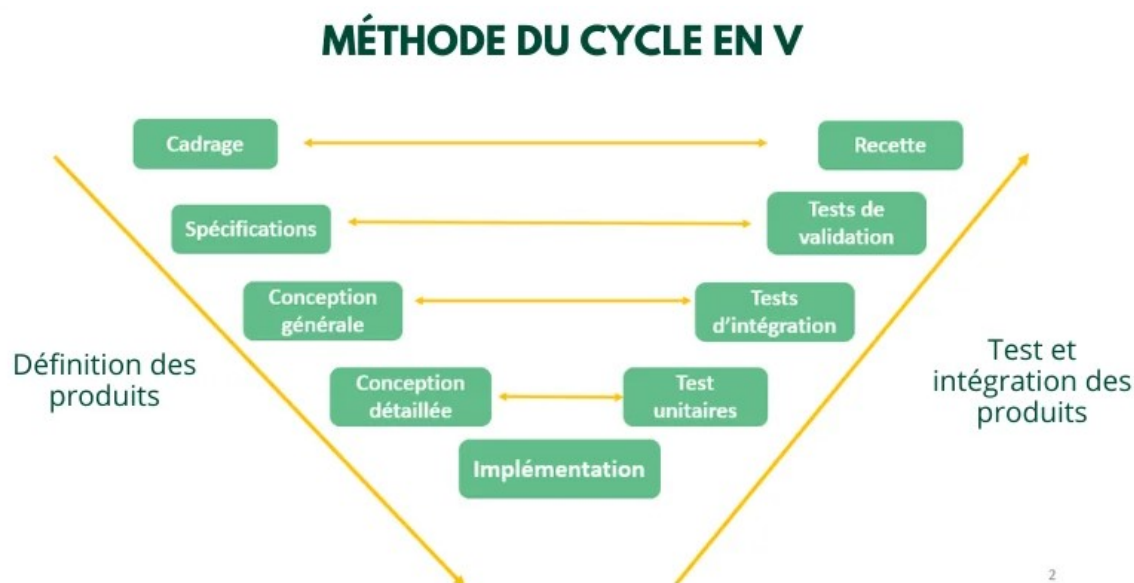 MÉTHODE DU CYCLE EN V
Cadrage
Recette
Spécifications
Tests de
validation
Conception
générale
Tests
d'intégration
Définition des
produits
Test et
intégration des
produits
Conception
détaillée
Test
unitaires
Implémentation
2